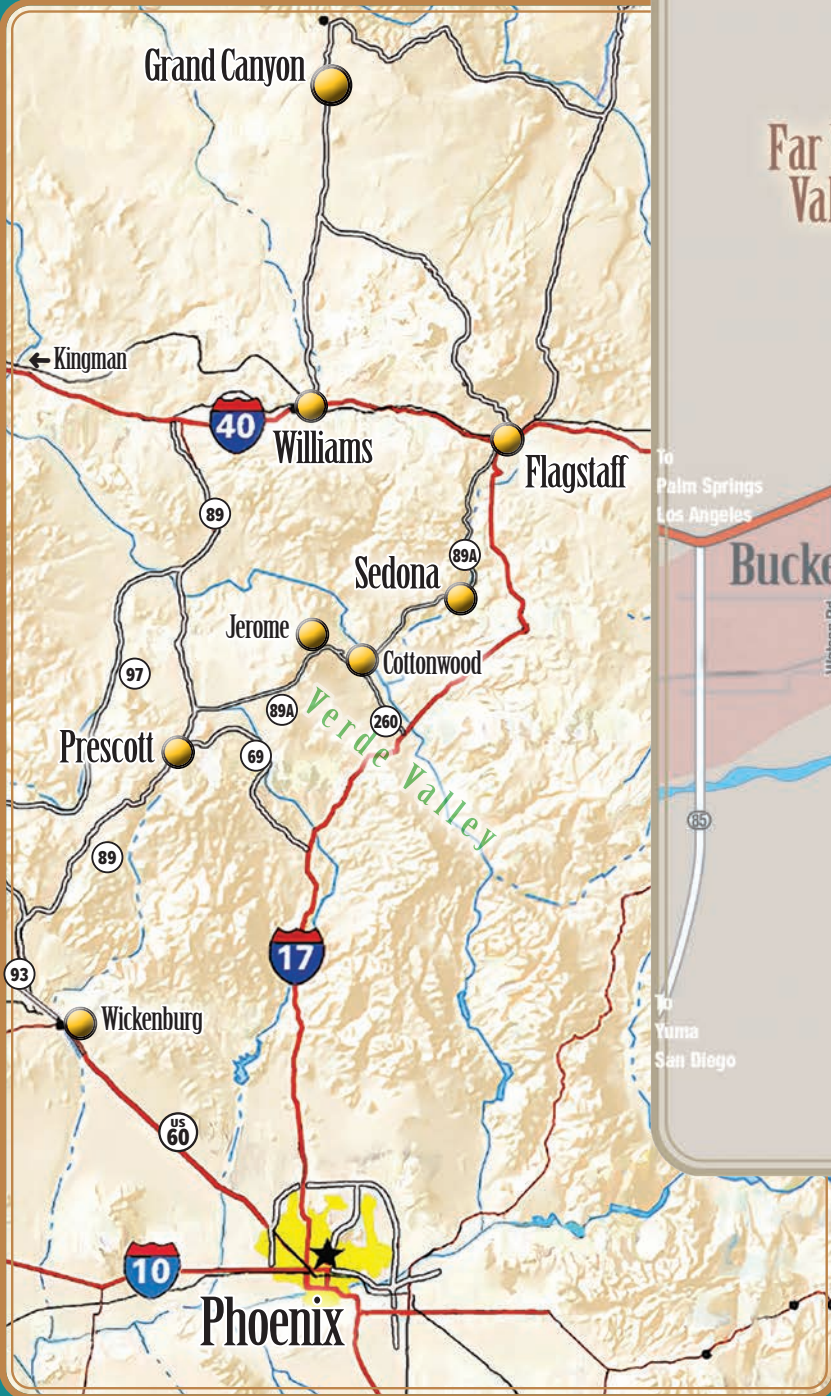 Grand Canyon
Far
Kingman
40
Williams
Flagstaff
To
Palm Springs
Los Angeles
89
89A
Sedona
Jerome
Cottonwood
97
89A
260
Verde Valley
Prescott
69
85
89
17
93
To
Yuma
San Diego
Wickenburg
US
60
10
Phoenix